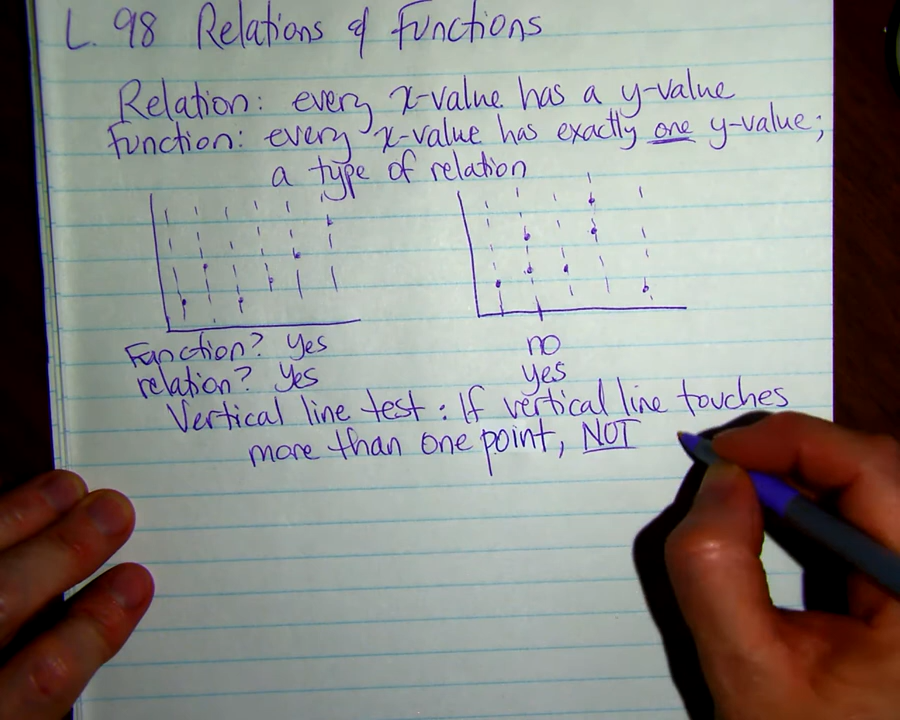 L. 98 Relations & Functions
Relation: every x-value has a y-value
Function: every x-value has exactly one y-value;
a type of relation
Function? Yes no
relation? Yes yes
Vertical line test: If vertical line touches
more than one point, NOT